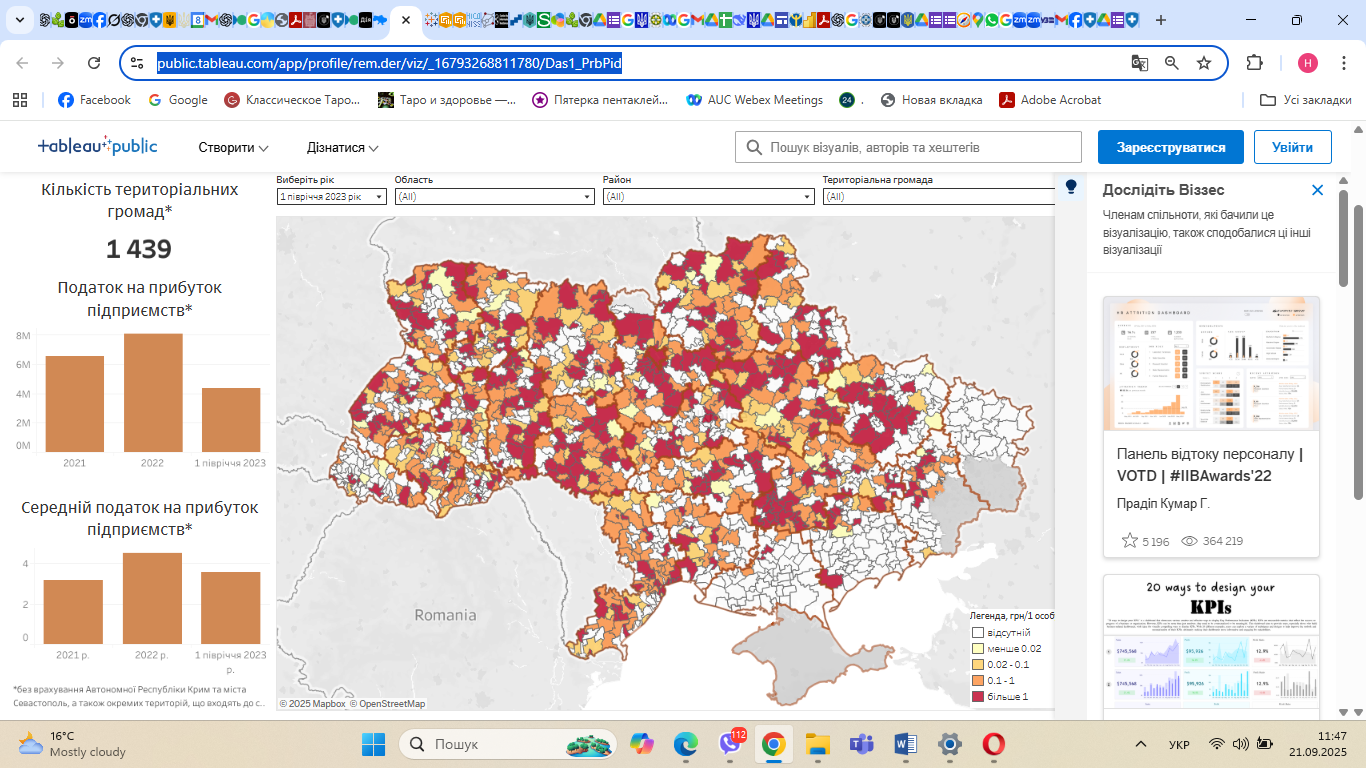 public.tableau.com/app/profile/rem.der/viz/_16793268811780/Das1_PrbPid
Н
Facebook
Google
Классическое Таро...
Таро и здоровье —...
Пятерка пентаклей...
AUC Webex Meetings
24
.
Новая вкладка
Adobe Acrobat
Усі закладки
tableau public
Створити
Дізнатися
Пошук візуалів, авторів та хештегів
Зареєструватися
Увійти
Кількість територіальних
громад*
1 439
Податок на прибуток
підприємств*
8M
6M
4M
2M
0M
2021
2022
1 півріччя 2023
Середній податок на прибуток
підприємств*
4
2
0
2021 р.
2022 р.
1 півріччя 2023
р.
*без врахування Автономної Республіки Крим та міста
Севастополь, а також окремих територій, що входять до с..
Виберіть рік
Область
Район
Територіальна громада
1 півріччя 2023 рік
(All)
(All)
(All)
Romania
Легенда, грн/1 особ
відсутній
менше 0.02
0.02 - 0.1
0.1 - 1
більше 1
© 2025 Mapbox © OpenStreetMap
Дослідіть Віззес
Членам спільноти, які бачили це
візуалізацію, також сподобалися ці інші
візуалізації
HR ATTRITION DASHBOARD
Панель відтоку персоналу |
VOTD | #IIBAwards'22
Прадіп Кумар Г.
5 196
364 219
20 ways to design your
KPIs
16°C
Mostly cloudy
Пошук
112
УКР
11:47
21.09.2025